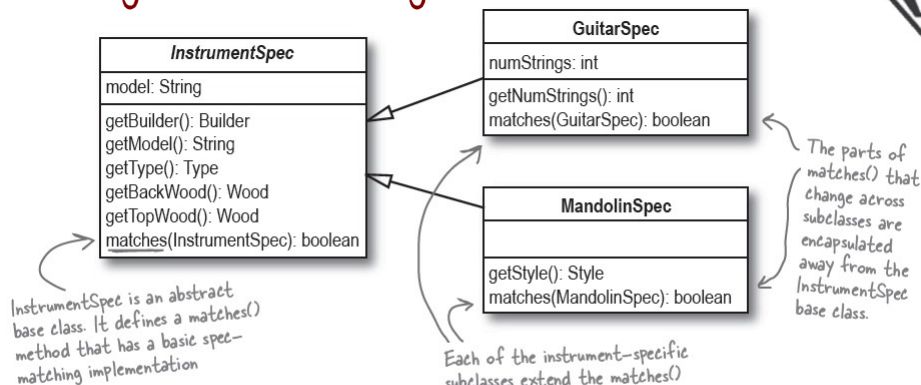 InstrumentSpec
model: String
getBuilder(): Builder
getModel(): String
getType(): Type
getBackWood(): Wood
getTopWood(): Wood
matches(InstrumentSpec): boolean
GuitarSpec
numStrings: int
getNumStrings(): int
matches(GuitarSpec): boolean
MandolinSpec
getStyle(): Style
matches(MandolinSpec): boolean
The parts of
matches() that
change across
subclasses are
encapsulated
away from the
InstrumentSpec
base class.
InstrumentSpec is an abstract
base class. It defines a matches()
method that has a basic spec-
matching implementation
Each of the instrument-specific
subclasses extend the matches()